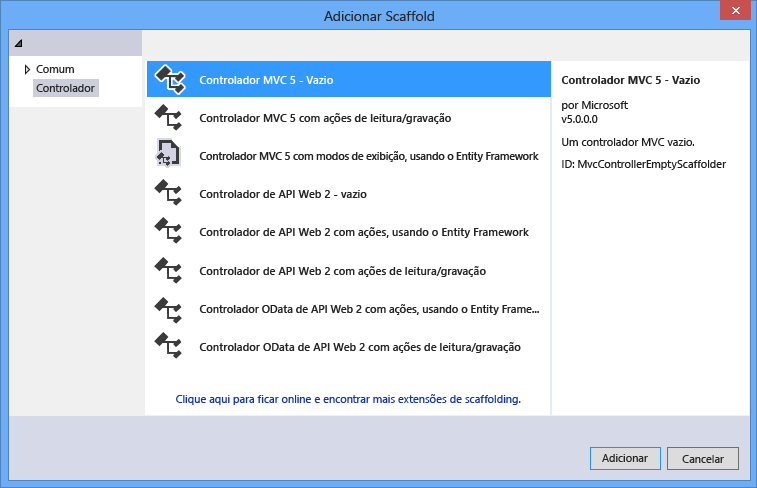 Adicionar Scaffold
Comum
Controlador
Controlador MVC 5 - Vazio
Controlador MVC 5 com ações de leitura/gravação
Controlador MVC 5 com modos de exibição, usando o Entity Framework
Controlador de API Web 2 - vazio
Controlador de API Web 2 com ações, usando o Entity Framework
Controlador de API Web 2 com ações de leitura/gravação
Controlador OData de API Web 2 com ações, usando o Entity Frame...
Controlador OData de API Web 2 com ações de leitura/gravação
Clique aqui para ficar online e encontrar mais extensões de scaffolding.
Controlador MVC 5 - Vazio
por Microsoft
v5.0.0.0
Um controlador MVC vazio.
ID: MvcControllerEmptyScaffolder
Adicionar
Cancelar